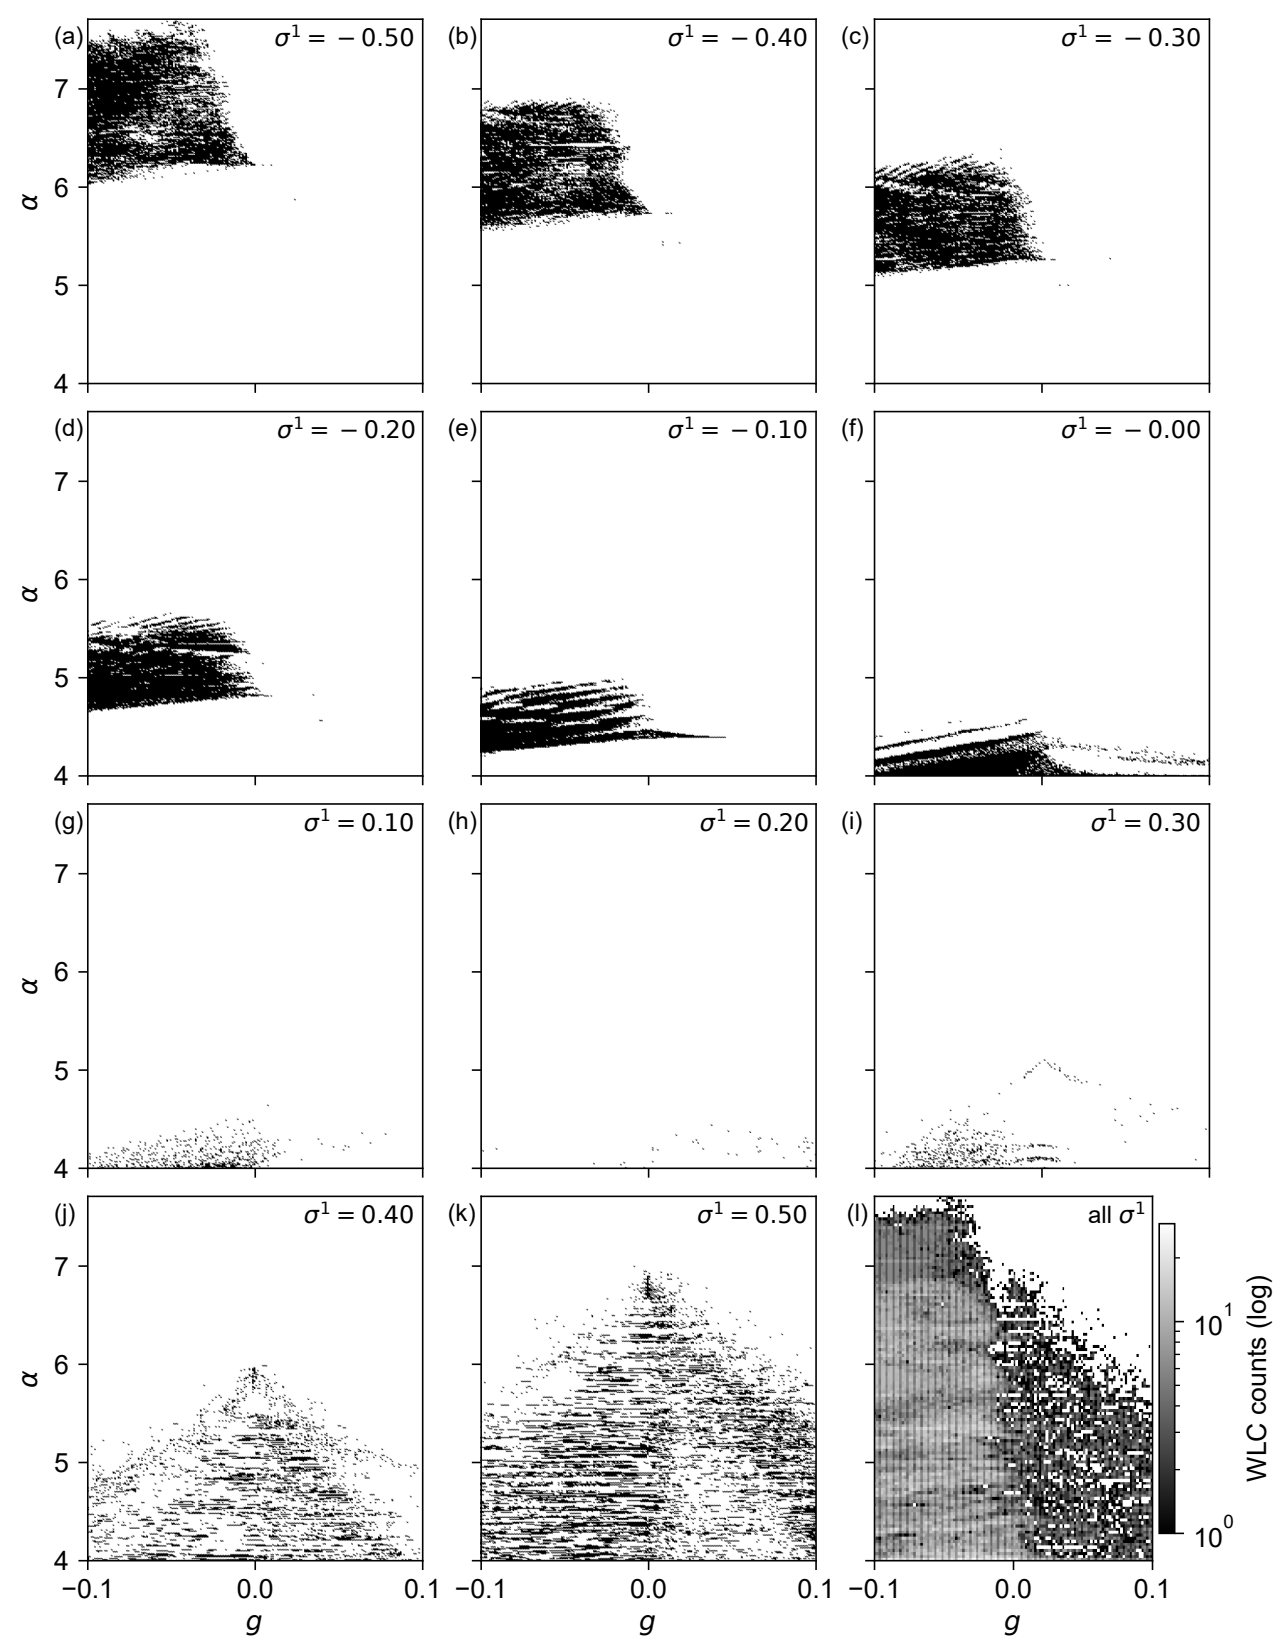 (a) σ¹ = −0.50
(b) σ¹ = −0.40
(c) σ¹ = −0.30
7
6
5
4
α
(d) σ¹ = −0.20
(e) σ¹ = −0.10
(f) σ¹ = −0.00
7
6
5
4
α
(g) σ¹ = 0.10
(h) σ¹ = 0.20
(i) σ¹ = 0.30
7
6
5
4
α
(j) σ¹ = 0.40
(k) σ¹ = 0.50
(l) all σ¹
7
6
5
4
α
−0.1 0.0 0.1
−0.1 0.0 0.1
−0.1 0.0 0.1
g
g
g
10¹
10⁰
WLC counts (log)